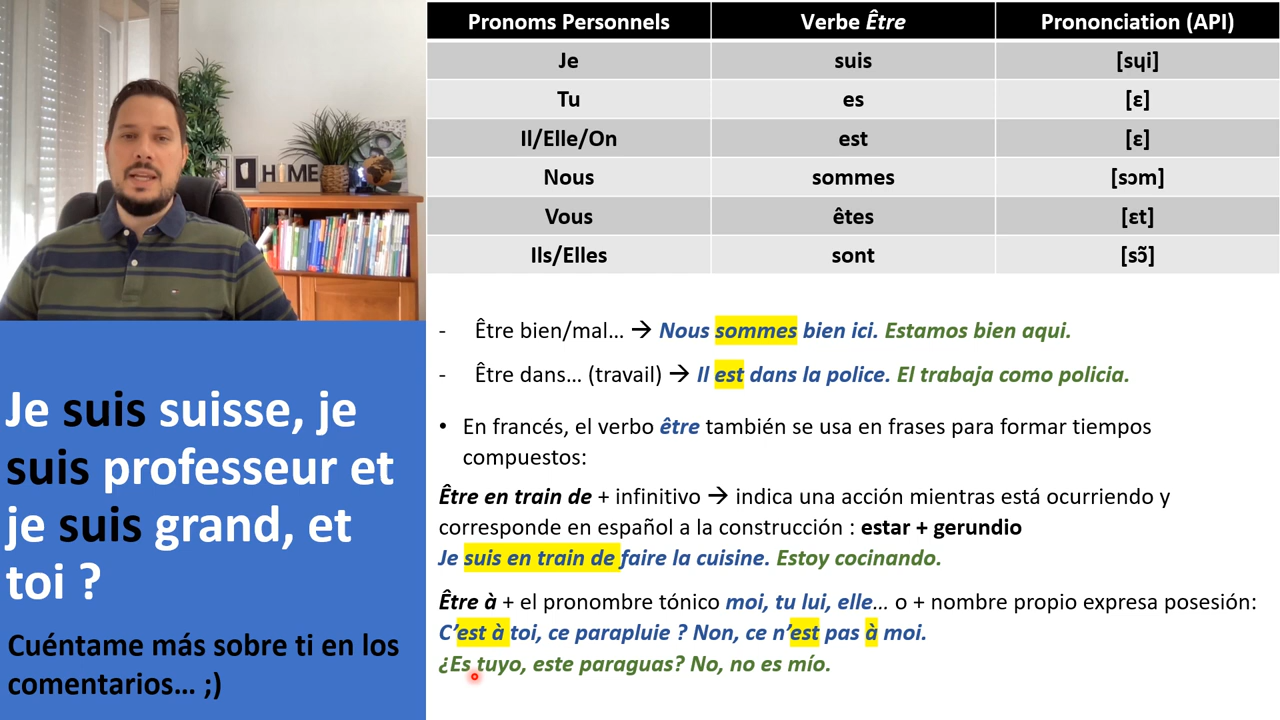 HOME
Je suis suisse, je
suis professeur et
je suis grand, et
toi ?
Cuéntame más sobre ti en los
comentarios... ;)
Pronoms Personnels Verbe Être Prononciation (API)
Je suis [sɥi]
Tu es [ɛ]
Il/Elle/On est [ɛ]
Nous sommes [sɔm]
Vous êtes [ɛt]
Ils/Elles sont [sɔ̃]
- Être bien/mal... → Nous sommes bien ici. Estamos bien aqui.
- Être dans... (travail) → Il est dans la police. El trabaja como policia.
• En francés, el verbo être también se usa en frases para formar tiempos
compuestos:
Être en train de + infinitivo → indica una acción mientras está ocurriendo y
corresponde en español a la construcción : estar + gerundio
Je suis en train de faire la cuisine. Estoy cocinando.
Être à + el pronombre tónico moi, tu lui, elle... o + nombre propio expresa posesión:
C'est à toi, ce parapluie ? Non, ce n'est pas à moi.
¿Es tuyo, este paraguas? No, no es mío.